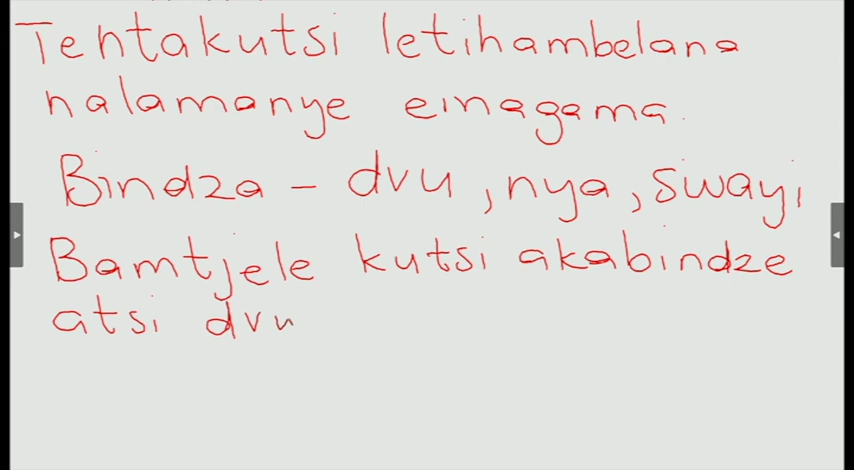 Tentakutsi letihambelana
nalamanye emagama.
Bindza - dvu, nya, swayi
Bamtjele kutsi akabindze
atsi dvu